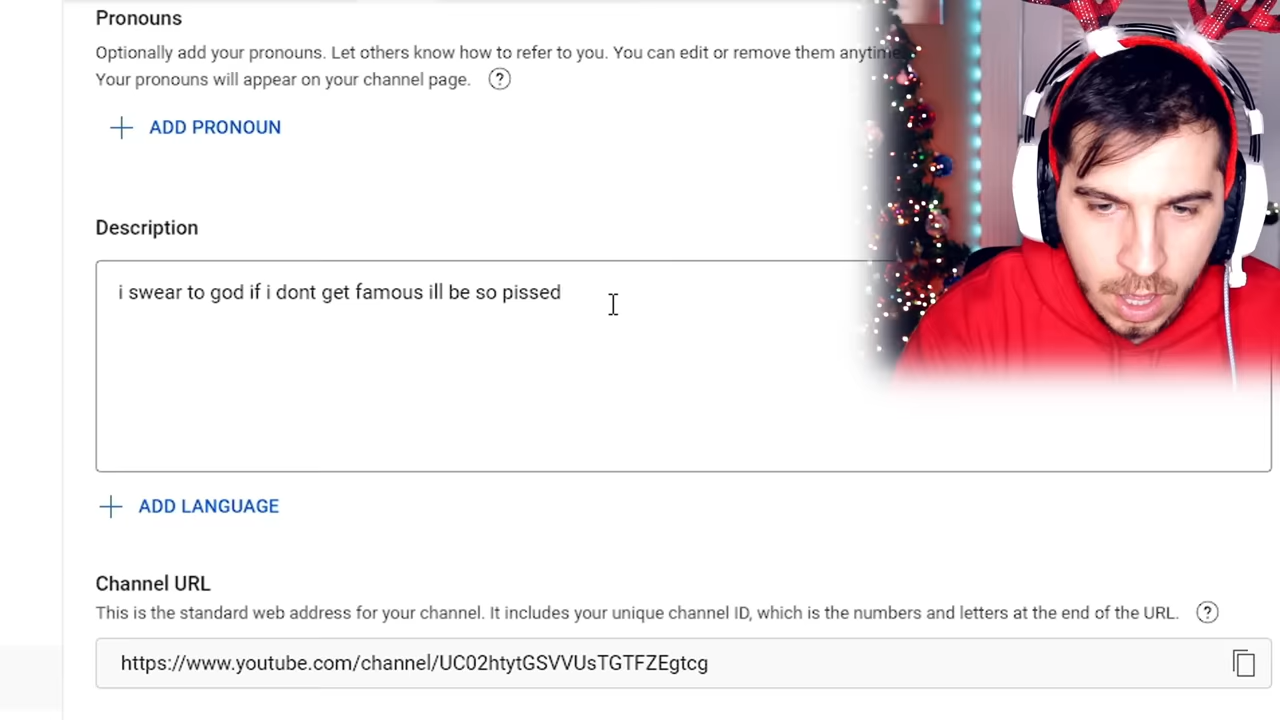 Pronouns
Optionally add your pronouns. Let others know how to refer to you. You can edit or remove them anytime.
Your pronouns will appear on your channel page. ?
+ ADD PRONOUN
Description
i swear to god if i dont get famous ill be so pissed
+ ADD LANGUAGE
Channel URL
This is the standard web address for your channel. It includes your unique channel ID, which is the numbers and letters at the end of the URL. ?
https://www.youtube.com/channel/UC02htytGSVVUsTGTFZEgtcg